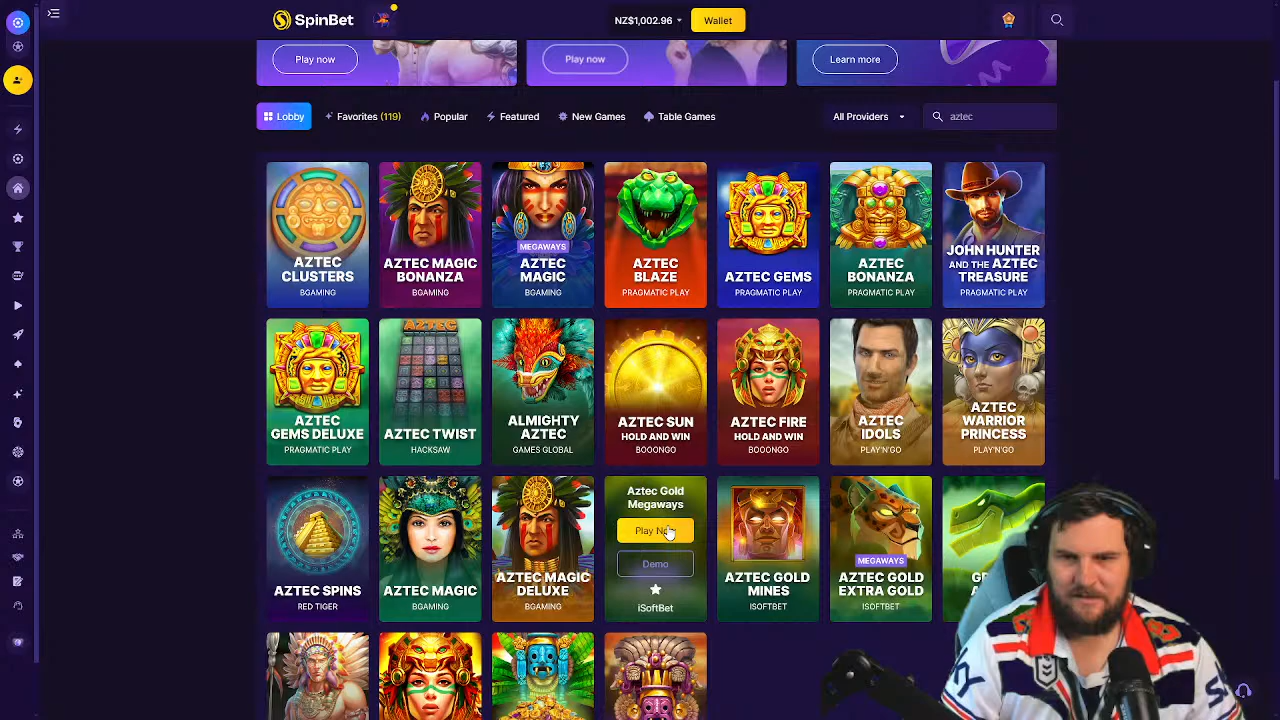 SpinBet
NZ$1,002.96
Wallet
Play now
Play now
Learn more
Lobby
Favorites (119)
Popular
Featured
New Games
Table Games
All Providers
aztec
AZTEC
CLUSTERS
BGAMING
AZTEC MAGIC
BONANZA
BGAMING
MEGAWAYS
AZTEC
MAGIC
BGAMING
AZTEC
BLAZE
PRAGMATIC PLAY
AZTEC GEMS
PRAGMATIC PLAY
AZTEC
BONANZA
PRAGMATIC PLAY
JOHN HUNTER
AND THE AZTEC
TREASURE
PRAGMATIC PLAY
AZTEC
GEMS DELUXE
PRAGMATIC PLAY
AZTEC
AZTEC TWIST
HACKSAW
ALMIGHTY
AZTEC
GAMES GLOBAL
AZTEC SUN
HOLD AND WIN
BOOONGO
AZTEC FIRE
HOLD AND WIN
BOOONGO
AZTEC
IDOLS
PLAY'N'GO
AZTEC
WARRIOR
PRINCESS
PLAY'N'GO
AZTEC SPINS
RED TIGER
AZTEC MAGIC
BGAMING
AZTEC MAGIC
DELUXE
BGAMING
Aztec Gold
Megaways
Play Now
Demo
iSoftBet
AZTEC GOLD
MINES
ISOFTBET
MEGAWAYS
AZTEC GOLD
EXTRA GOLD
ISOFTBET